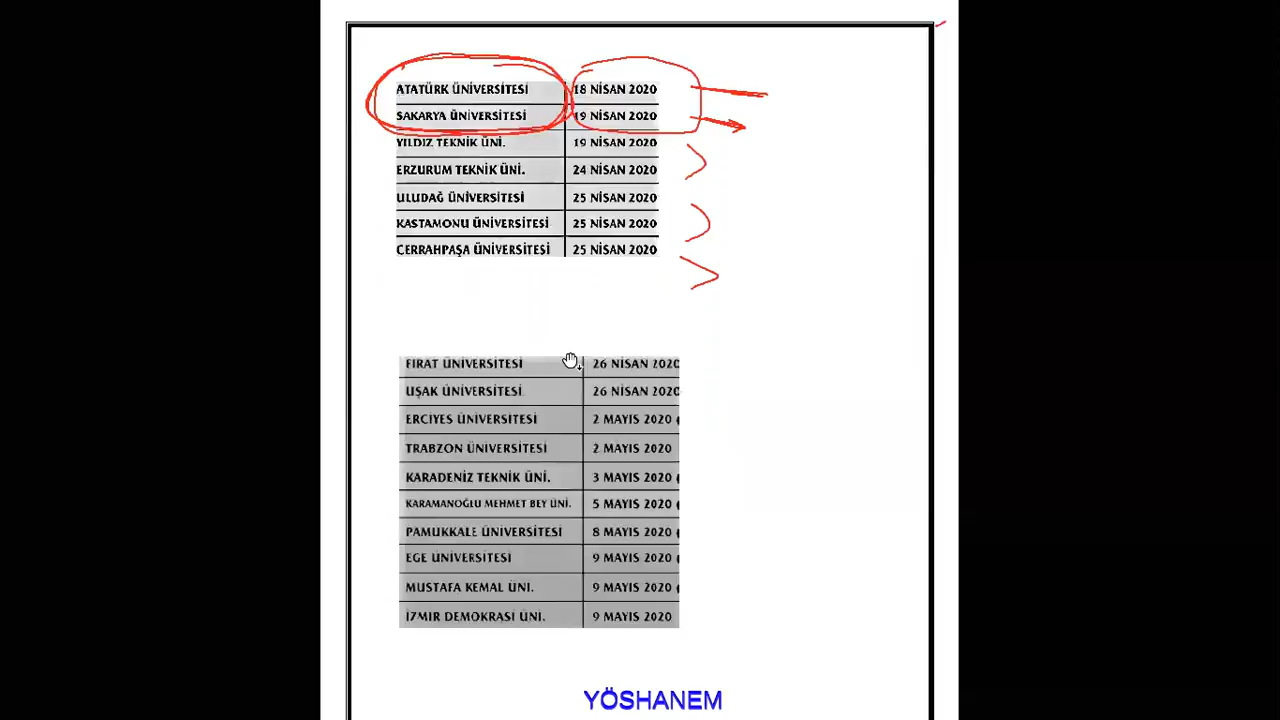 ATATÜRK ÜNİVERSİTESİ 18 NİSAN 2020
SAKARYA ÜNİVERSİTESİ 19 NİSAN 2020
YILDIZ TEKNİK ÜNİ. 19 NİSAN 2020
ERZURUM TEKNİK ÜNİ. 24 NİSAN 2020
ULUDAĞ ÜNİVERSİTESİ 25 NİSAN 2020
KASTAMONU ÜNİVERSİTESİ 25 NİSAN 2020
CERRAHPAŞA ÜNİVERSİTESİ 25 NİSAN 2020
FIRAT ÜNİVERSİTESİ 26 NİSAN 2020
UŞAK ÜNİVERSİTESİ 26 NİSAN 2020
ERCİYES ÜNİVERSİTESİ 2 MAYIS 2020 (
TRABZON ÜNİVERSİTESİ 2 MAYIS 2020
KARADENİZ TEKNİK ÜNİ. 3 MAYIS 2020 (
KARAMANOĞLU MEHMET BEY ÜNİ. 5 MAYIS 2020 (
PAMUKKALE ÜNİVERSİTESİ 8 MAYIS 2020 (
EGE ÜNİVERSİTESİ 9 MAYIS 2020 (
MUSTAFA KEMAL ÜNİ. 9 MAYIS 2020 (
İZMİR DEMOKRASİ ÜNİ. 9 MAYIS 2020
YÖSHANEM